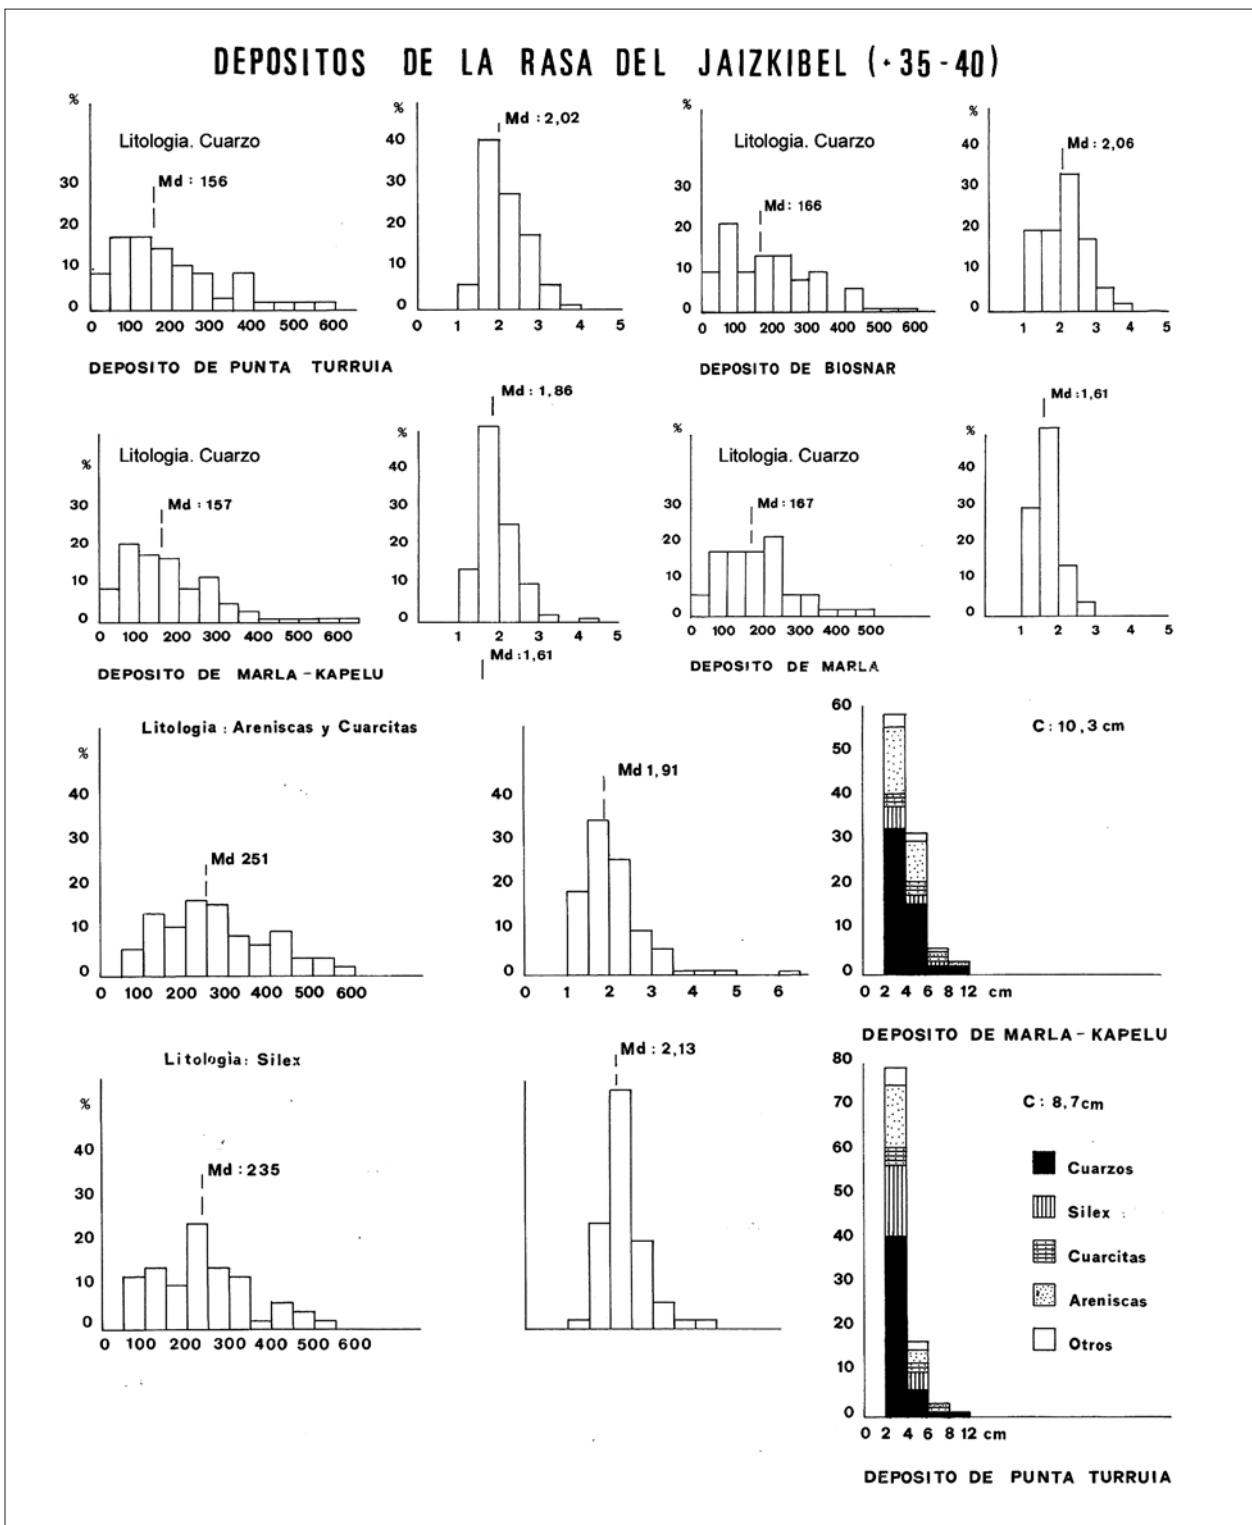 DEPOSITOS DE LA RASA DEL JAIZKIBEL (+35-40)
%
Litologia. Cuarzo
Md : 156
30
20
10
0
0 100 200 300 400 500 600
%
Md : 2,02
40
30
20
10
0
0 1 2 3 4 5
DEPOSITO DE PUNTA TURRUIA
%
Litologia. Cuarzo
Md : 166
30
20
10
0
0 100 200 300 400 500 600
%
Md : 2,06
40
30
20
10
0
1 2 3 4 5
DEPOSITO DE BIOSNAR
%
Litologia. Cuarzo
Md : 157
30
20
10
0
0 100 200 300 400 500 600
%
Md : 1,86
40
30
20
10
0
1 2 3 4 5
Md : 1,61
DEPOSITO DE MARLA - KAPELU
%
Litologia. Cuarzo
Md : 167
30
20
10
0
0 100 200 300 400 500
%
Md : 1,61
40
30
20
10
0
1 2 3 4 5
DEPOSITO DE MARLA
Litologia : Areniscas y Cuarcitas
%
Md 251
40
30
20
10
0
0 100 200 300 400 500 600
Md 1,91
40
30
20
10
0
0 1 2 3 4 5 6
60
50
40
30
20
10
0
C : 10,3 cm
0 2 4 6 8 12 cm
DEPOSITO DE MARLA - KAPELU
Litologìa: Silex
%
Md : 235
40
30
20
10
0
0 100 200 300 400 500 600
Md : 2,13
80
70
60
50
40
30
20
10
0
C : 8,7cm
Cuarzos
Silex
Cuarcitas
Areniscas
Otros
0 2 4 6 8 12 cm
DEPOSITO DE PUNTA TURRUIA